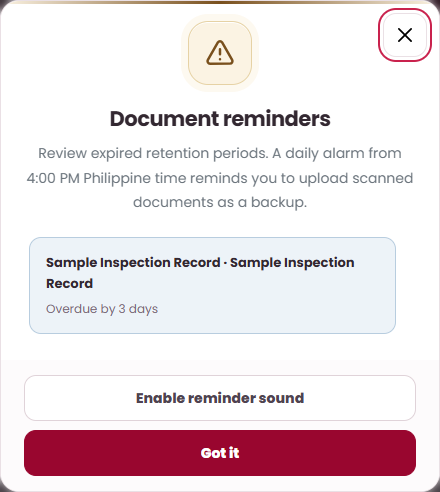 Document reminders
Review expired retention periods. A daily alarm from
4:00 PM Philippine time reminds you to upload scanned
documents as a backup.
Sample Inspection Record · Sample Inspection
Record
Overdue by 3 days
Enable reminder sound
Got it